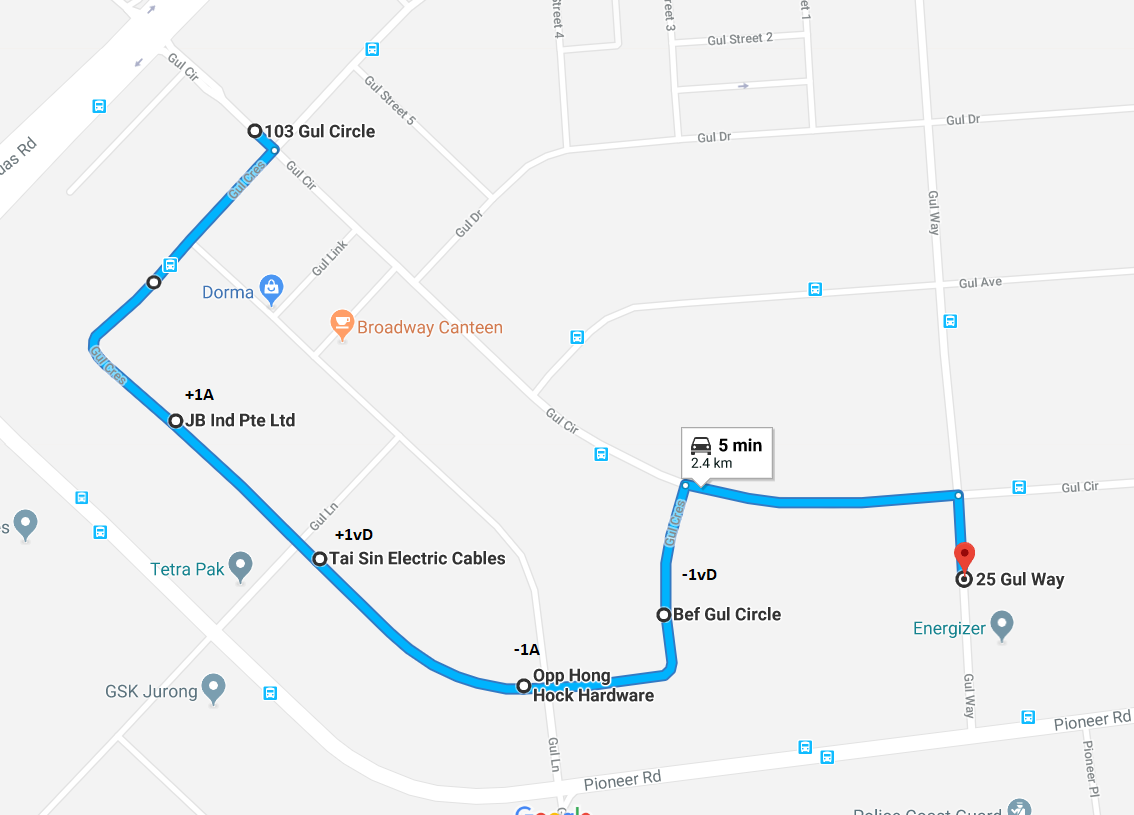 Street 4
Street 3
t 1
Gul Street 2
Gul Cir
Gul Street 5
Gul Dr
Gul Dr
das Rd
103 Gul Circle
Gul Cres
Gul Cir
Gul Way
Gul Dr
Gul Link
Dorma
Gul Ave
Broadway Canteen
Gul Cres
+1A
JB Ind Pte Ltd
Gul Cir
5 min
2.4 km
Gul Cir
Gul Cres
Gul Ln
s
+1vD
Tai Sin Electric Cables
Tetra Pak
-1vD
25 Gul Way
Bef Gul Circle
Energizer
-1A
Opp Hong
Hock Hardware
GSK Jurong
Gul Way
Pioneer Rd
Gul Ln
Pioneer Rd
Pioneer Pl
Google
Police Coast Guard